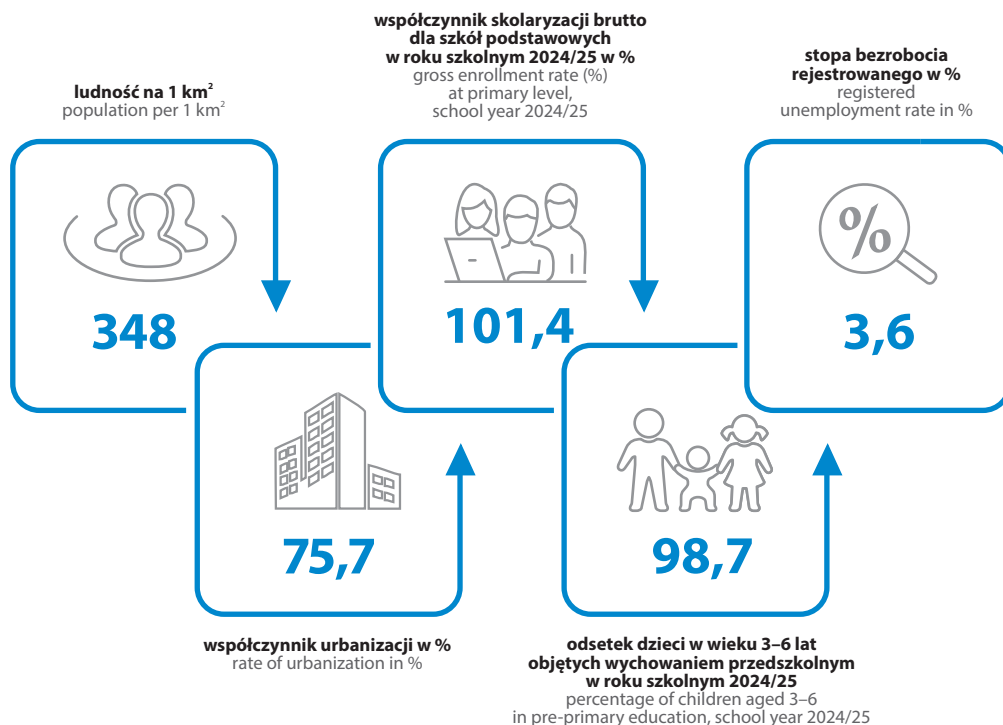 ludność na 1 km²
population per 1 km²
348
współczynnik urbanizacji w %
rate of urbanization in %
75,7
współczynnik skolaryzacji brutto
dla szkół podstawowych
w roku szkolnym 2024/25 w %
gross enrollment rate (%)
at primary level,
school year 2024/25
101,4
odsetek dzieci w wieku 3–6 lat
objętych wychowaniem przedszkolnym
w roku szkolnym 2024/25
percentage of children aged 3–6
in pre-primary education, school year 2024/25
98,7
stopa bezrobocia
rejestrowanego w %
registered
unemployment rate in %
%
3,6